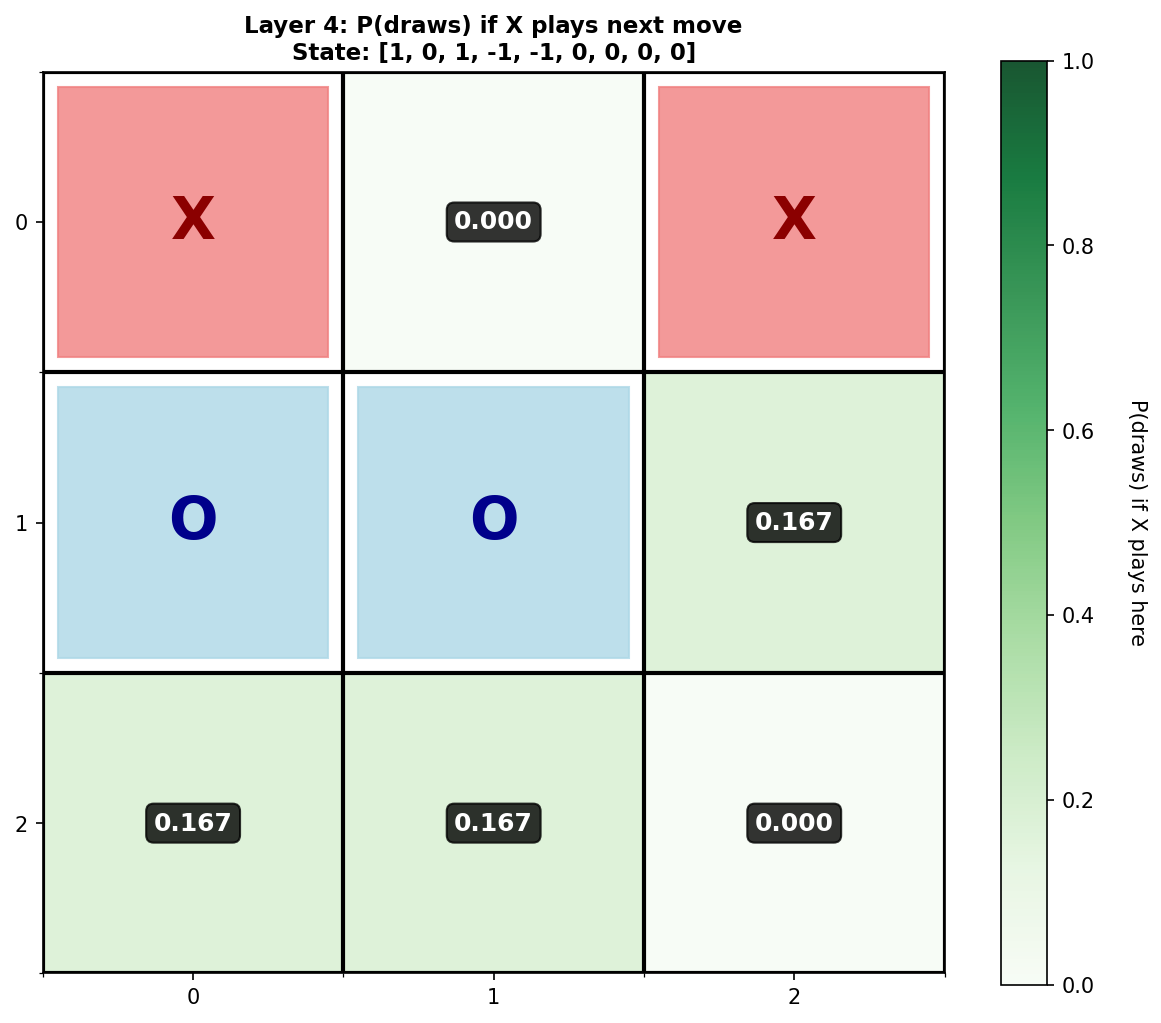 Layer 4: P(draws) if X plays next move
State: [1, 0, 1, -1, -1, 0, 0, 0, 0]
X
0.000
X
O
O
0.167
0.167
0.167
0.000
0
1
2
0
1
2
1.0
0.8
0.6
0.4
0.2
0.0
P(draws) if X plays here